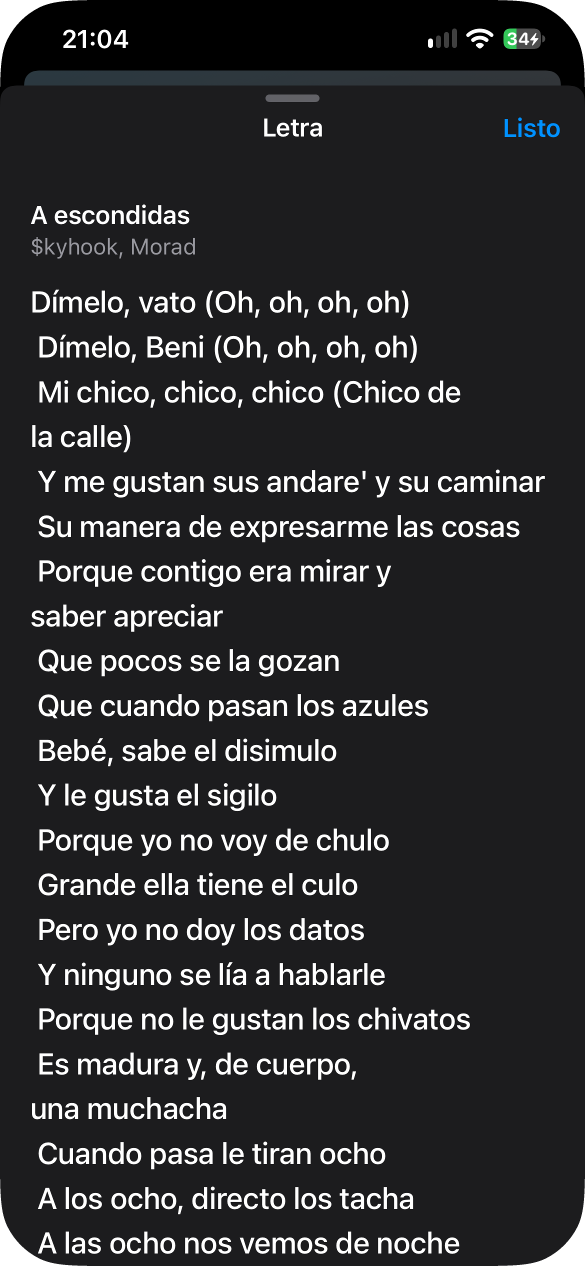 21:04
34
Letra
Listo
A escondidas
$kyhook, Morad
Dímelo, vato (Oh, oh, oh, oh)
Dímelo, Beni (Oh, oh, oh, oh)
Mi chico, chico, chico (Chico de
la calle)
Y me gustan sus andare' y su caminar
Su manera de expresarme las cosas
Porque contigo era mirar y
saber apreciar
Que pocos se la gozan
Que cuando pasan los azules
Bebé, sabe el disimulo
Y le gusta el sigilo
Porque yo no voy de chulo
Grande ella tiene el culo
Pero yo no doy los datos
Y ninguno se lía a hablarle
Porque no le gustan los chivatos
Es madura y, de cuerpo,
una muchacha
Cuando pasa le tiran ocho
A los ocho, directo los tacha
A las ocho nos vemos de noche